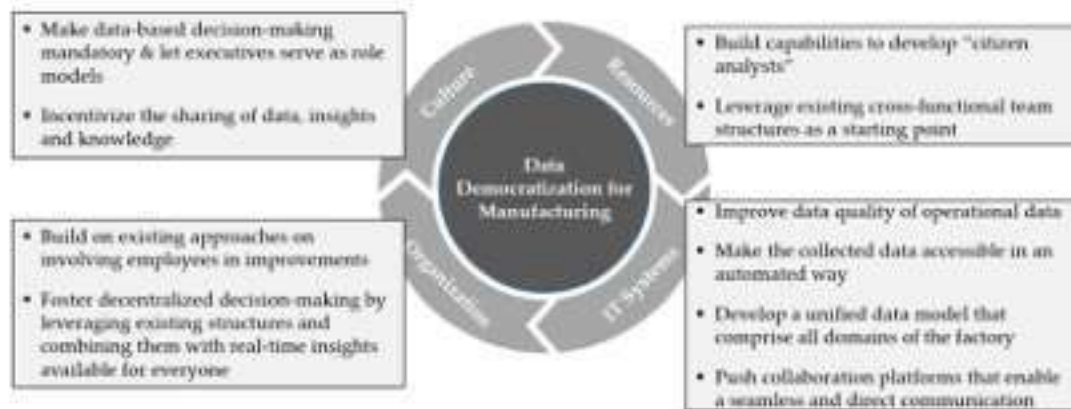 • Make data-based decision-making
mandatory & let executives serve as role
models
• Incentivize the sharing of data, insights
and knowledge
Culture
Resources
• Build capabilities to develop "citizen
analysts"
• Leverage existing cross-functional team
structures as a starting point
Data
Democratization for
Manufacturing
• Build on existing approaches on
involving employees in improvements
• Foster decentralized decision-making by
leveraging existing structures and
combining them with real-time insights
available for everyone
Organization
IT Systems
• Improve data quality of operational data
• Make the collected data accessible in an
automated way
• Develop a unified data model that
comprise all domains of the factory
• Push collaboration platforms that enable
a seamless and direct communication